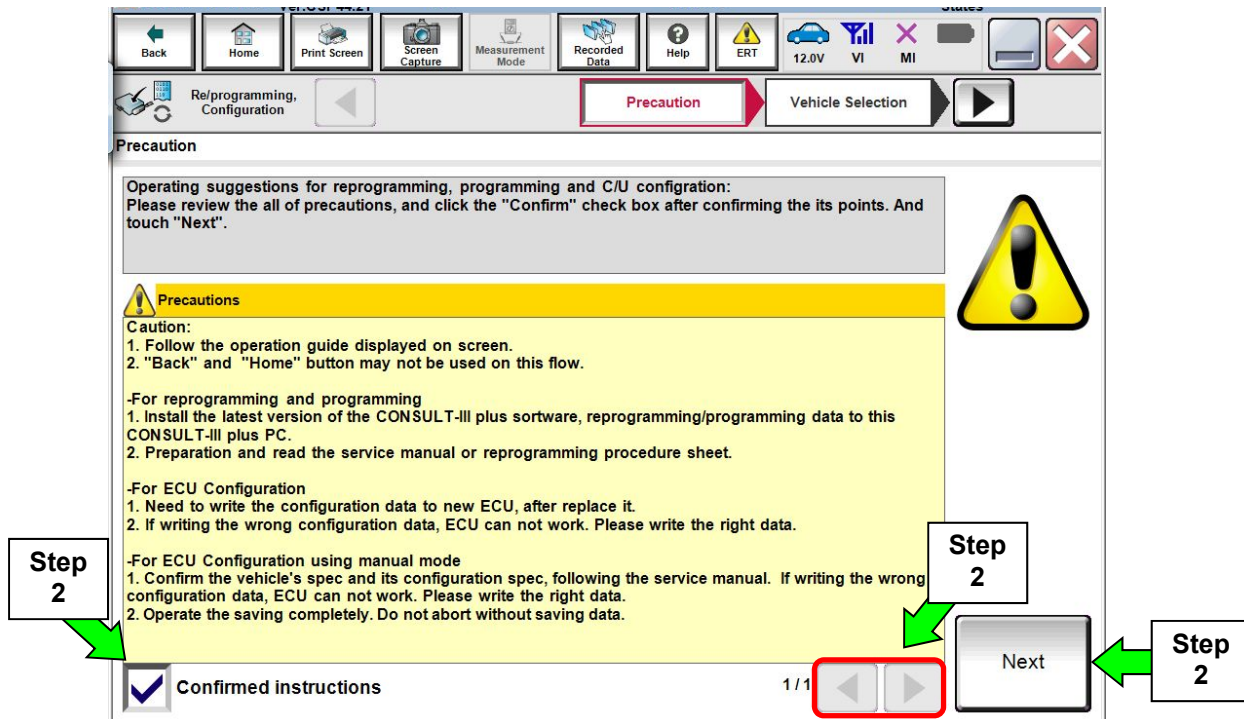 Back
Home
Print Screen
Screen
Capture
Measurement
Mode
Recorded
Data
Help
ERT
12.0V
VI
MI
Re/programming,
Configuration
Precaution
Vehicle Selection
Precaution
Operating suggestions for reprogramming, programming and C/U configration:
Please review the all of precautions, and click the "Confirm" check box after confirming the its points. And
touch "Next".
Precautions
Caution:
1. Follow the operation guide displayed on screen.
2. "Back" and "Home" button may not be used on this flow.
-For reprogramming and programming
1. Install the latest version of the CONSULT-III plus sortware, reprogramming/programming data to this
CONSULT-III plus PC.
2. Preparation and read the service manual or reprogramming procedure sheet.
-For ECU Configuration
1. Need to write the configuration data to new ECU, after replace it.
2. If writing the wrong configuration data, ECU can not work. Please write the right data.
-For ECU Configuration using manual mode
1. Confirm the vehicle's spec and its configuration spec, following the service manual. If writing the wrong
configuration data, ECU can not work. Please write the right data.
2. Operate the saving completely. Do not abort without saving data.
Step
2
Step
2
Confirmed instructions
1/1
Next
Step
2